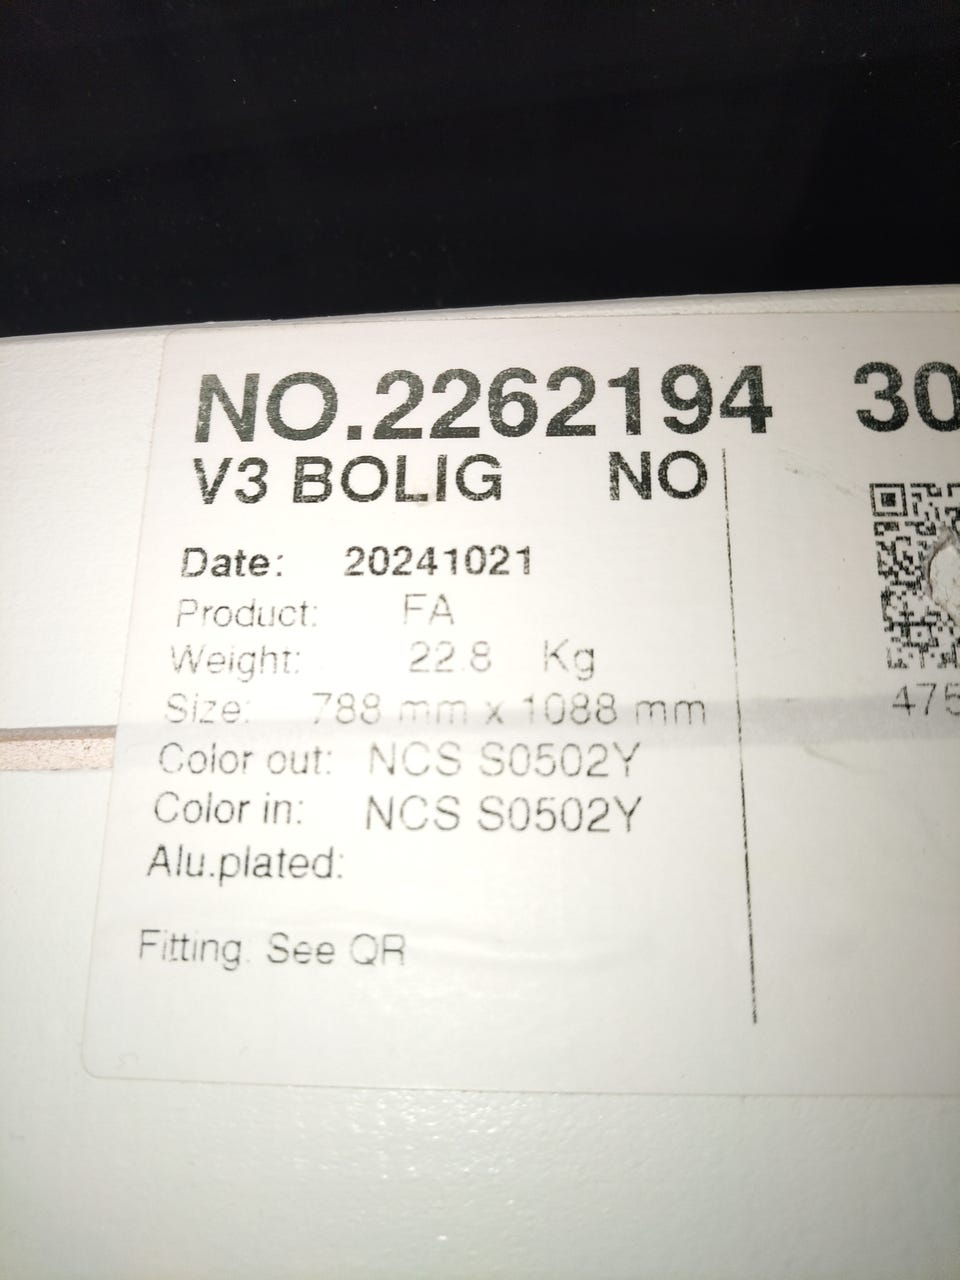 NO.2262194 30
V3 BOLIG NO
Date: 20241021
Product: FA
Weight: 22.8 Kg
Size: 788 mm x 1088 mm
475
Color out: NCS S0502Y
Color in: NCS S0502Y
Alu.plated:
Fitting. See QR